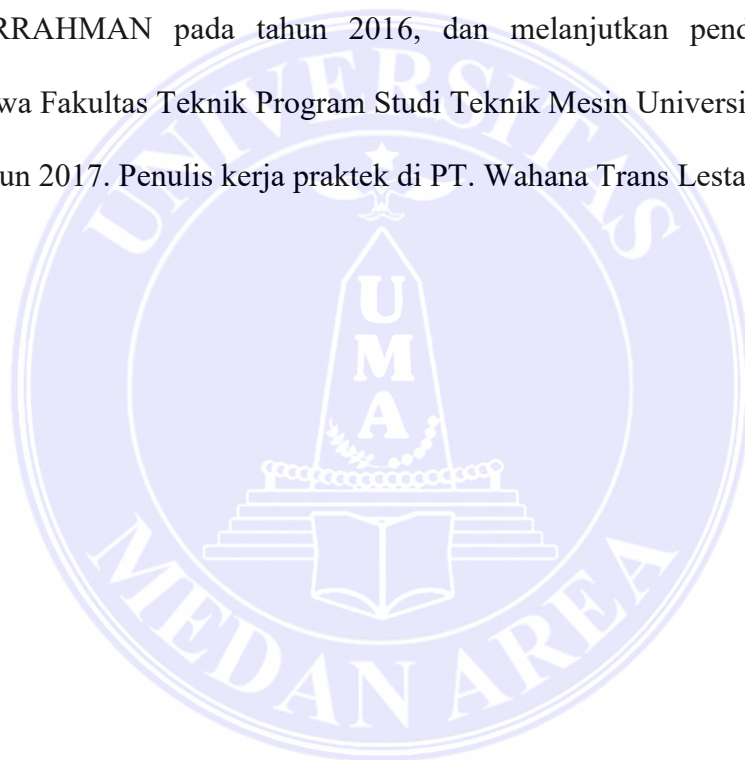 RRAHMAN pada tahun 2016, dan melanjutkan pend
wa Fakultas Teknik Program Studi Teknik Mesin Universi
un 2017. Penulis kerja praktek di PT. Wahana Trans Lesta
UNIVERSITAS
UMA
MEDAN AREA